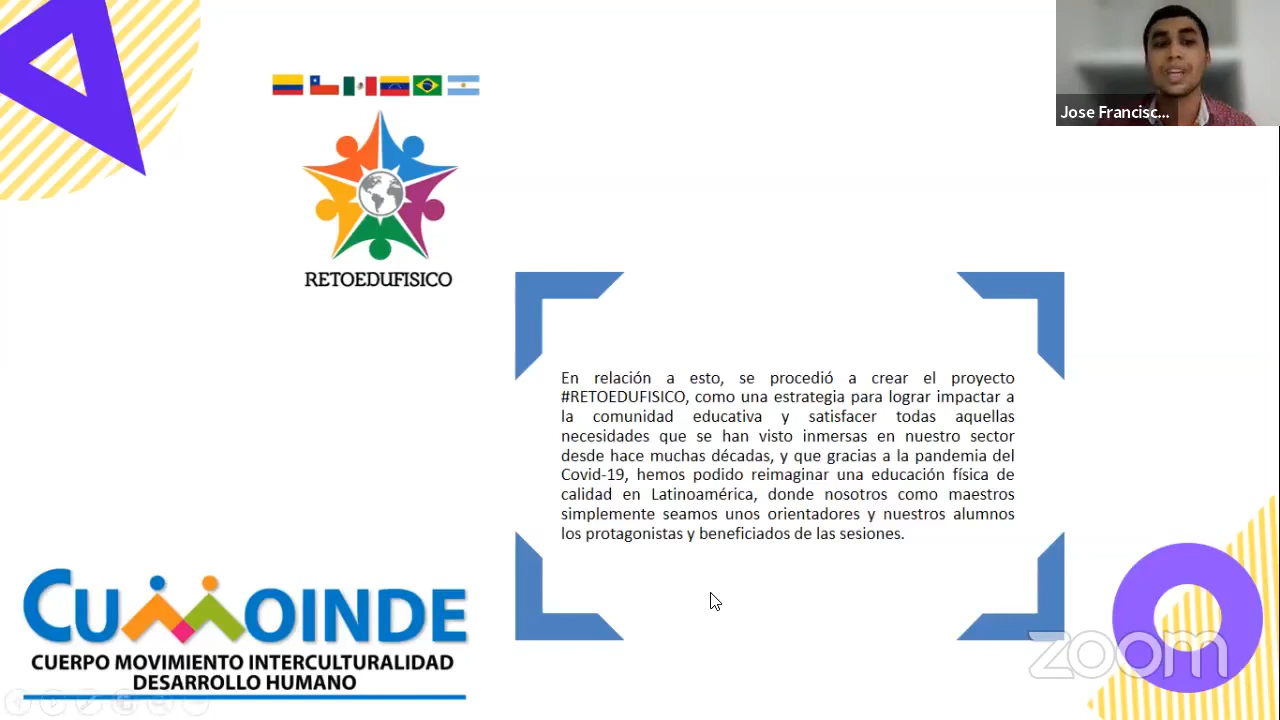 Jose Francisc...
RETOEDUFISICO
En relación a esto, se procedió a crear el proyecto
#RETOEDUFISICO, como una estrategia para lograr impactar a
la comunidad educativa y satisfacer todas aquellas
necesidades que se han visto inmersas en nuestro sector
desde hace muchas décadas, y que gracias a la pandemia del
Covid-19, hemos podido reimaginar una educación física de
calidad en Latinoamérica, donde nosotros como maestros
simplemente seamos unos orientadores y nuestros alumnos
los protagonistas y beneficiados de las sesiones.
CUMOINDE
CUERPO MOVIMIENTO INTERCULTURALIDAD
DESARROLLO HUMANO
zoom